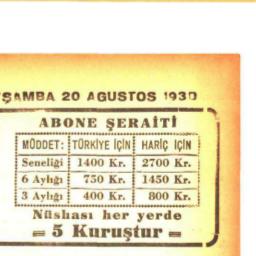 ŞAMBA 20 AGUSTOS 1930
ABONE ŞERAİTİ
MÜDDET: TÜRKİYE İÇİN HARİÇ İÇİN
Seneliği 1400 Kr. 2700 Kr.
6 Aylığı 750 Kr. 1450 Kr.
3 Aylığı 400 Kr. 800 Kr.
Nüshası her yerde
= 5 Kuruştur =